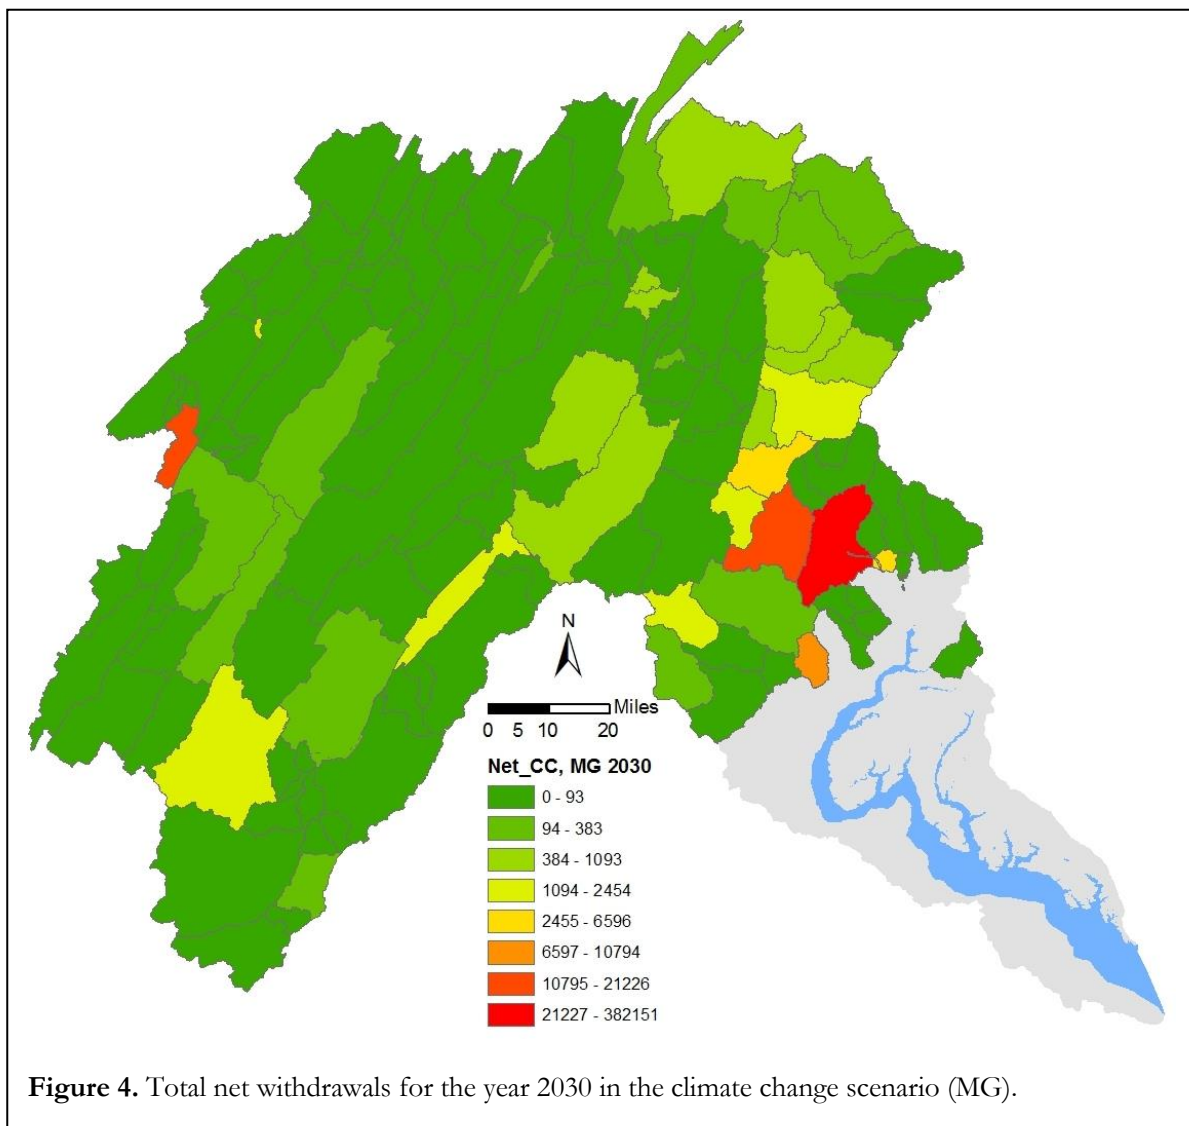 N
Miles
0 5 10 20
Net_CC, MG 2030
0 - 93
94 - 383
384 - 1093
1094 - 2454
2455 - 6596
6597 - 10794
10795 - 21226
21227 - 382151
Figure 4. Total net withdrawals for the year 2030 in the climate change scenario (MG).